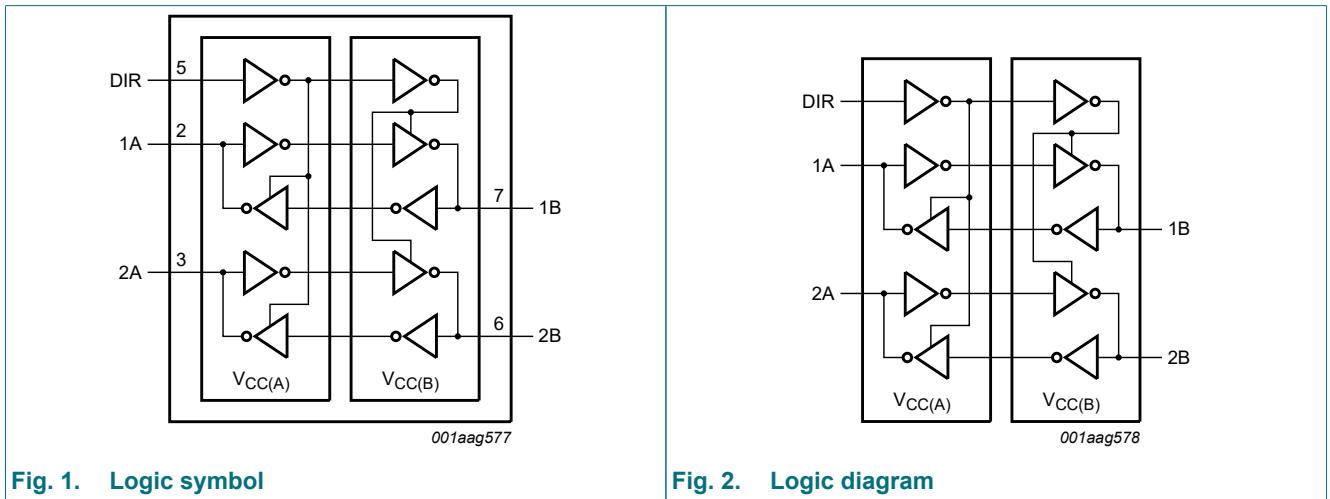 DIR 5
1A 2
7 1B
2A 3
6 2B
VCC(A) VCC(B)
001aag577
Fig. 1. Logic symbol
DIR
1A
1B
2A
2B
VCC(A) VCC(B)
001aag578
Fig. 2. Logic diagram